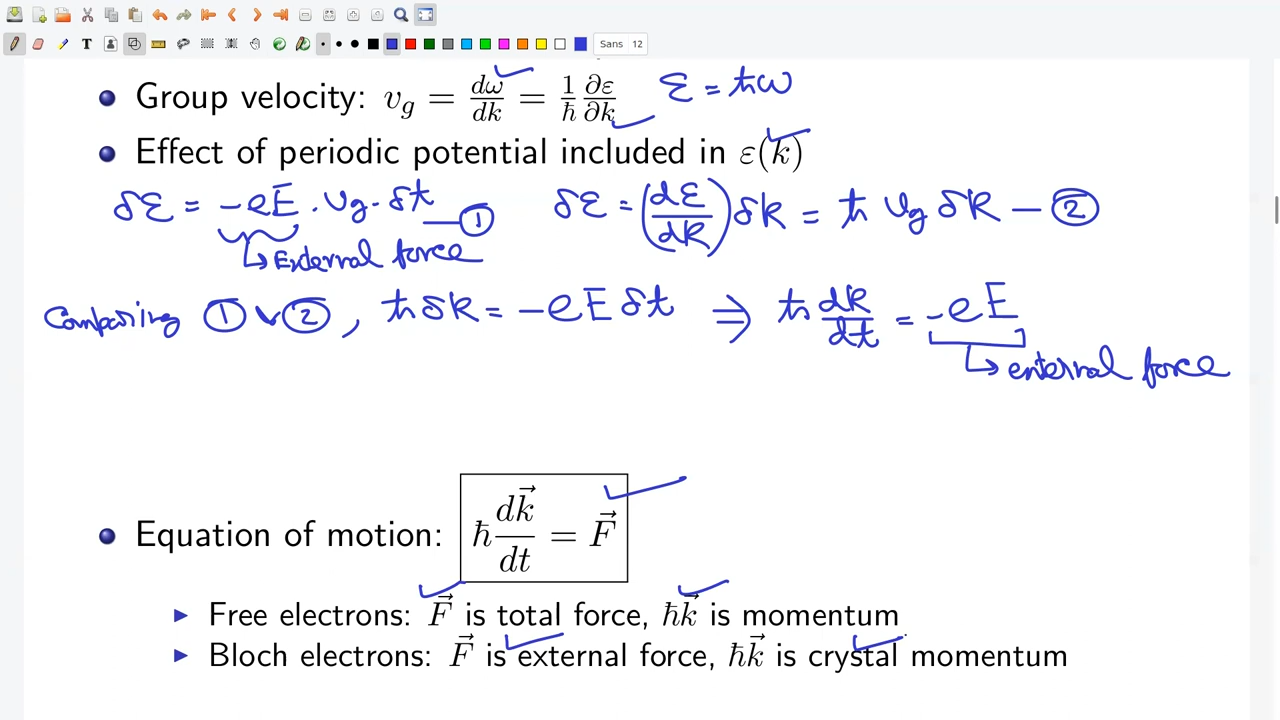 Sans 12
Group velocity: v_g = dω/dk = 1/ħ ∂ε/∂k   ε = ħω
Effect of periodic potential included in ε(k)
δε = -eE · v_g · δt —①   δε = (dε/dk) δk = ħ v_g δk — ②
↳ External force
Comparing ① & ②, ħδk = -eE δt ⇒ ħ dk/dt = -eE
↳ external force
Equation of motion: ħ dk⃗/dt = F⃗
Free electrons: F⃗ is total force, ħk⃗ is momentum
Bloch electrons: F⃗ is external force, ħk⃗ is crystal momentum